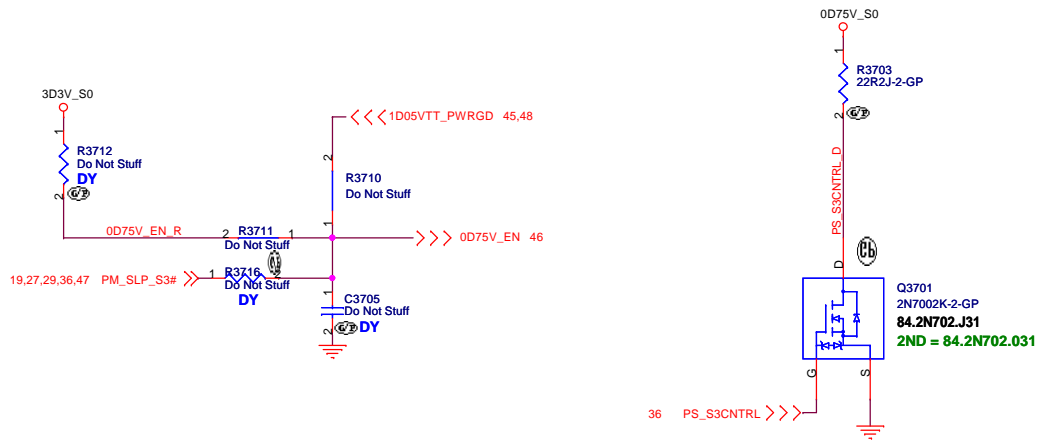 0D75V_S0
1
R3703
22R2J-2-GP
2
G/P
PS_S3CNTRL_D
3D3V_S0
1
R3712
Do Not Stuff
DY
2
G/P
1D05VTT_PWRGD 45,48
2
R3710
Do Not Stuff
1
0D75V_EN_R
2 R3711 1
Do Not Stuff
0D75V_EN 46
19,27,29,36,47 PM_SLP_S3#
1 R3716 2
Do Not Stuff
DY
1
C3705
Do Not Stuff
2
G/P
DY
D
Q3701
2N7002K-2-GP
84.2N702.J31
2ND = 84.2N702.031
G
S
36 PS_S3CNTRL